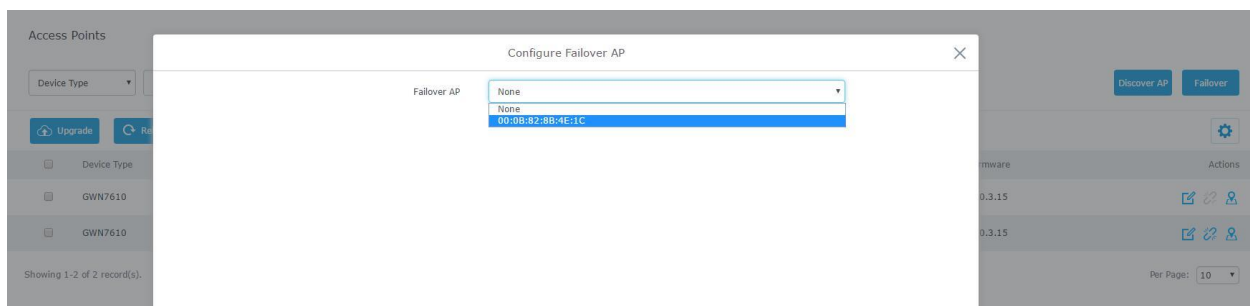 Access Points
Configure Failover AP
Device Type
Discover AP
Failover
Failover AP
None
None
00:0B:82:8B:4E:1C
Upgrade
Device Type
Actions
GWN7610
0.3.15
GWN7610
0.3.15
Showing 1-2 of 2 record(s).
Per Page: 10